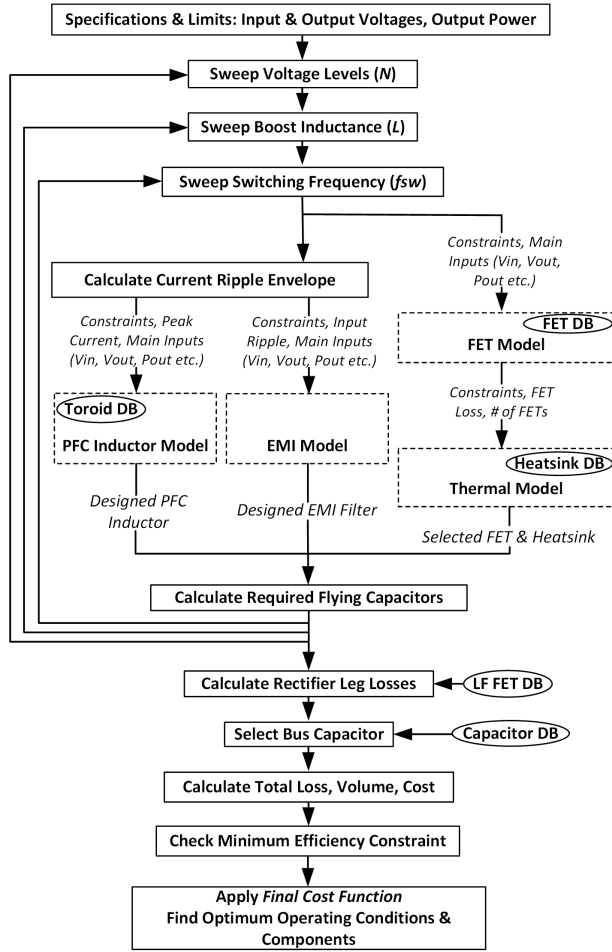 Specifications & Limits: Input & Output Voltages, Output Power
Sweep Voltage Levels (N)
Sweep Boost Inductance (L)
Sweep Switching Frequency (fsw)
Constraints, Main
Inputs (Vin, Vout,
Pout etc.)
Calculate Current Ripple Envelope
Constraints, Peak
Current, Main Inputs
(Vin, Vout, Pout etc.)
Constraints, Input
Ripple, Main Inputs
(Vin, Vout, Pout etc.)
FET DB
FET Model
Constraints, FET
Loss, # of FETs
Toroid DB
PFC Inductor Model
EMI Model
Heatsink DB
Thermal Model
Designed PFC
Inductor
Designed EMI Filter
Selected FET & Heatsink
Calculate Required Flying Capacitors
Calculate Rectifier Leg Losses
LF FET DB
Select Bus Capacitor
Capacitor DB
Calculate Total Loss, Volume, Cost
Check Minimum Efficiency Constraint
Apply Final Cost Function
Find Optimum Operating Conditions &
Components